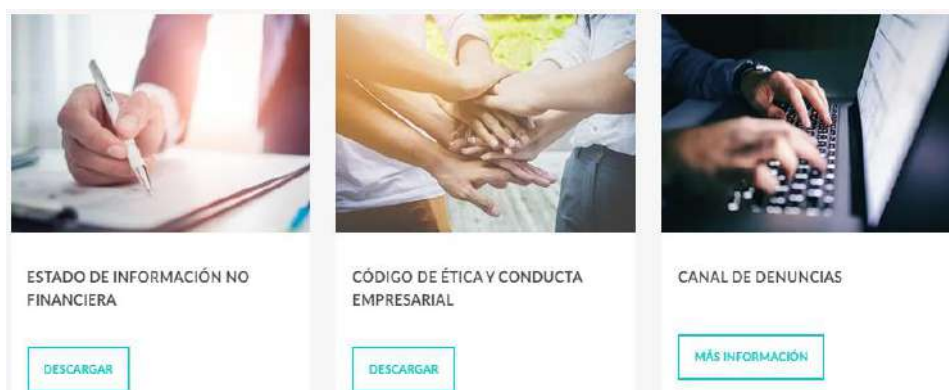 ESTADO DE INFORMACIÓN NO
FINANCIERA
DESCARGAR
CÓDIGO DE ÉTICA Y CONDUCTA
EMPRESARIAL
DESCARGAR
CANAL DE DENUNCIAS
MÁS INFORMACIÓN